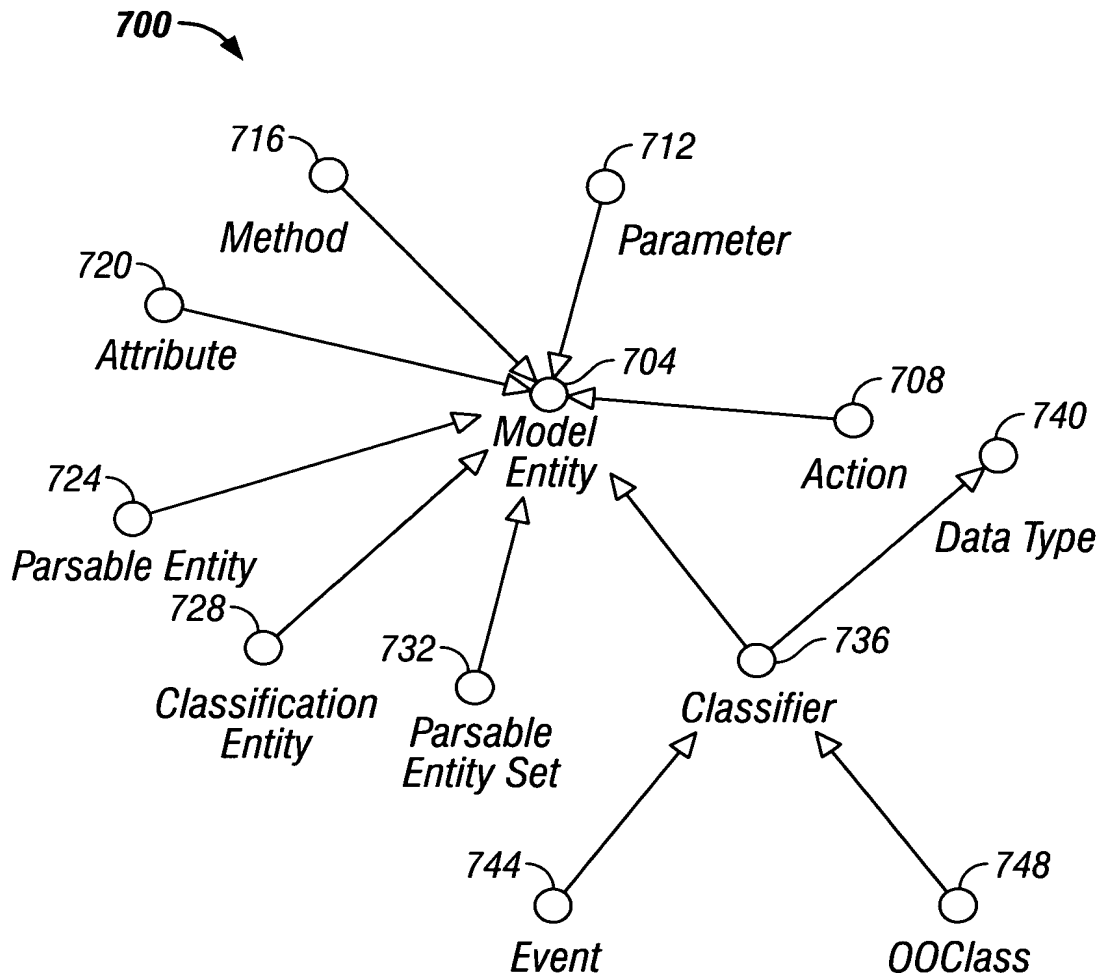 700
716
712
Method
Parameter
720
Attribute
704
708
740
Model
Entity
Action
Data Type
724
Parsable Entity
728
732
736
Classification
Entity
Parsable
Entity Set
Classifier
744
748
Event
OOClass